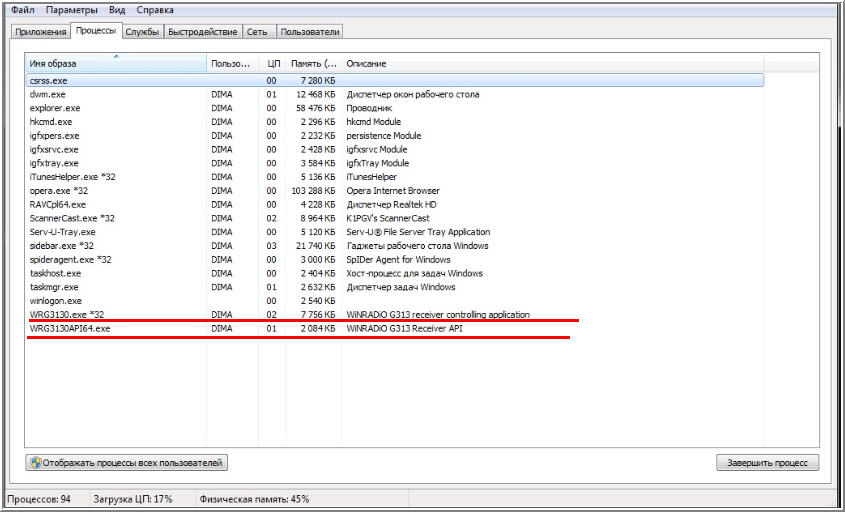 Файл Параметры Вид Справка
Приложения Процессы Службы Быстродействие Сеть Пользователи
Имя образа Пользо... ЦП Память (... Описание
csrss.exe 00 7 280 КБ
dwm.exe DIMA 01 12 468 КБ Диспетчер окон рабочего стола
explorer.exe DIMA 00 58 476 КБ Проводник
hkcmd.exe DIMA 00 2 296 КБ hkcmd Module
igfxpers.exe DIMA 00 2 232 КБ persistence Module
igfxsrvc.exe DIMA 00 2 428 КБ igfxsrvc Module
igfxtray.exe DIMA 00 3 584 КБ igfxTray Module
iTunesHelper.exe *32 DIMA 00 5 136 КБ iTunesHelper
opera.exe *32 DIMA 00 103 288 КБ Opera Internet Browser
RAVCpl64.exe DIMA 00 4 228 КБ Диспетчер Realtek HD
ScannerCast.exe *32 DIMA 02 8 964 КБ K1PGV's ScannerCast
Serv-U-Tray.exe DIMA 00 5 120 КБ Serv-U® File Server Tray Application
sidebar.exe *32 DIMA 03 21 740 КБ Гаджеты рабочего стола Windows
spideragent.exe *32 DIMA 00 3 000 КБ SpIDer Agent for Windows
taskhost.exe DIMA 00 2 404 КБ Хост-процесс для задач Windows
taskmgr.exe DIMA 01 2 632 КБ Диспетчер задач Windows
winlogon.exe 00 2 540 КБ
WRG3130.exe *32 DIMA 02 7 756 КБ WiNRADiO G313 receiver controlling application
WRG3130API64.exe DIMA 01 2 084 КБ WiNRADiO G313 Receiver API
Отображать процессы всех пользователей Завершить процесс
Процессов: 94 Загрузка ЦП: 17% Физическая память: 45%